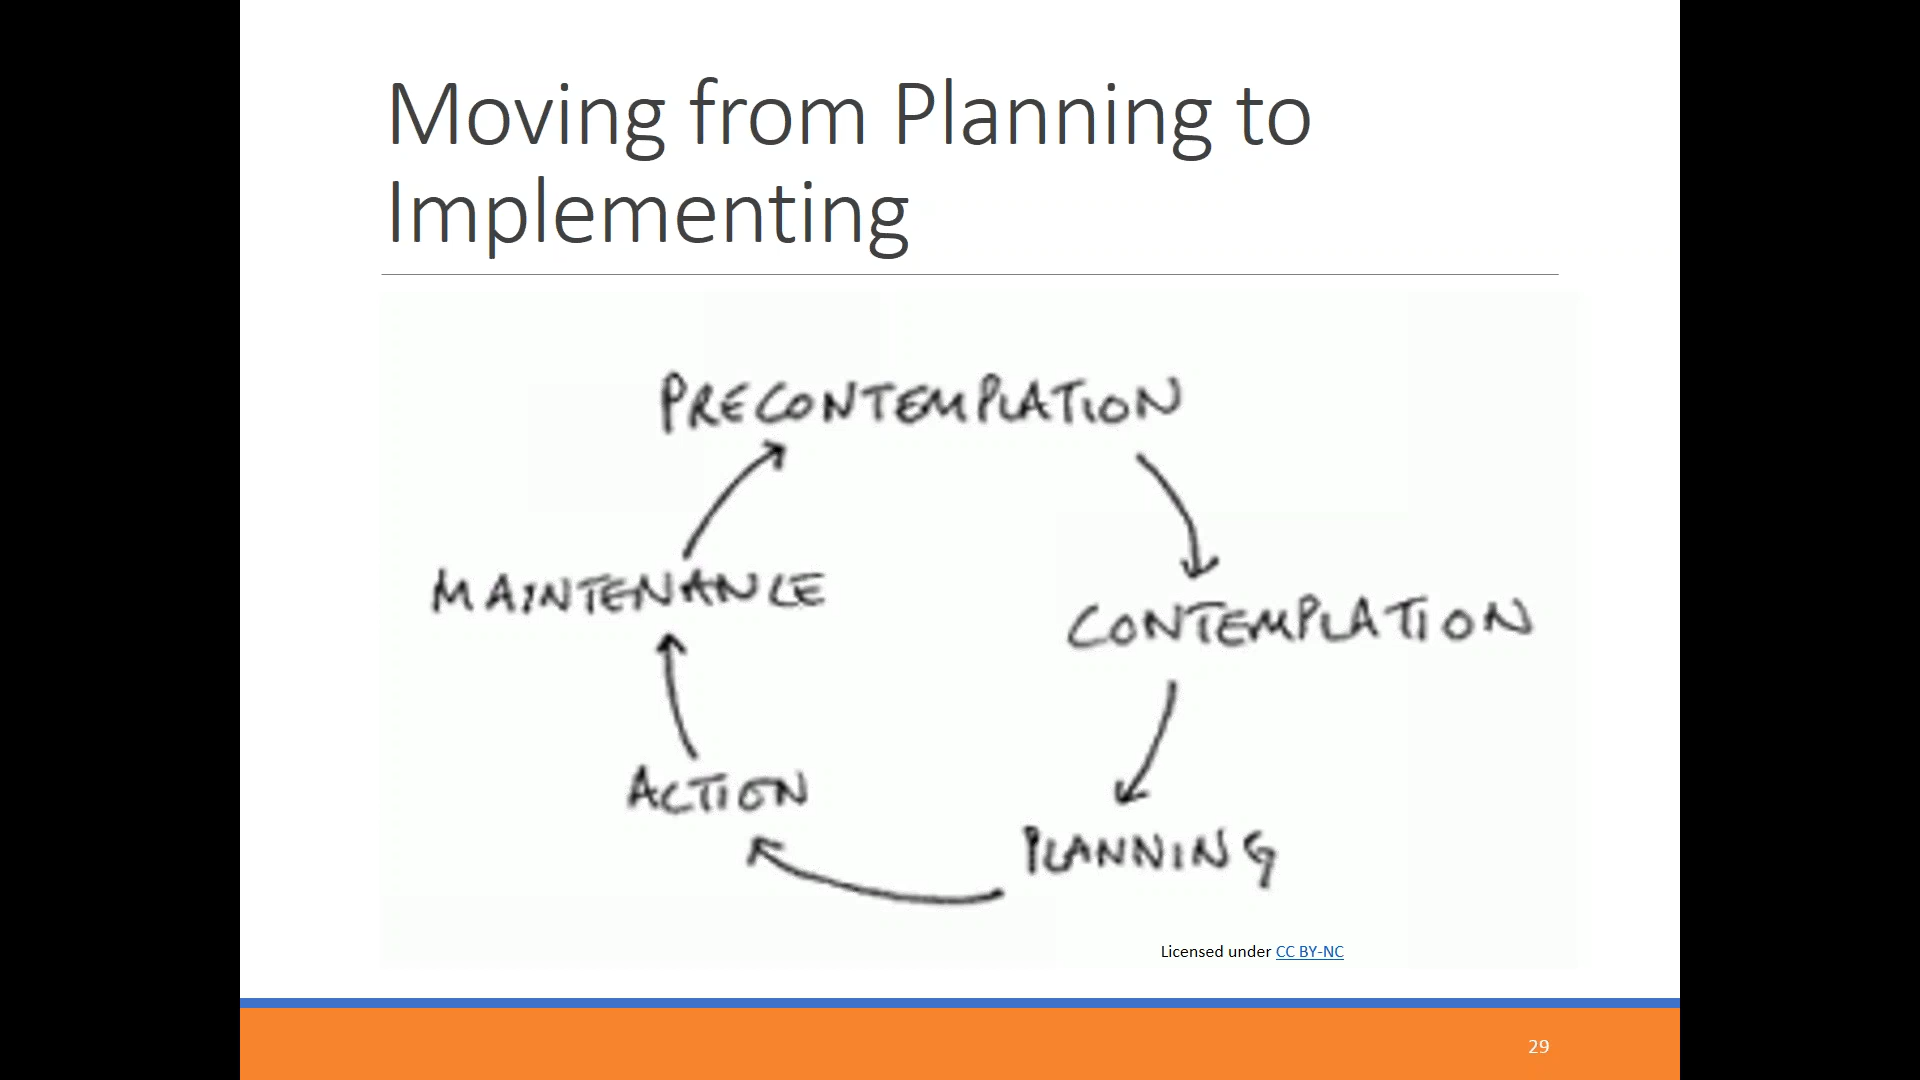 Moving from Planning to
Implementing
PRECONTEMPLATION
MAINTENANCE
CONTEMPLATION
ACTION
PLANNING
Licensed under CC BY-NC
29